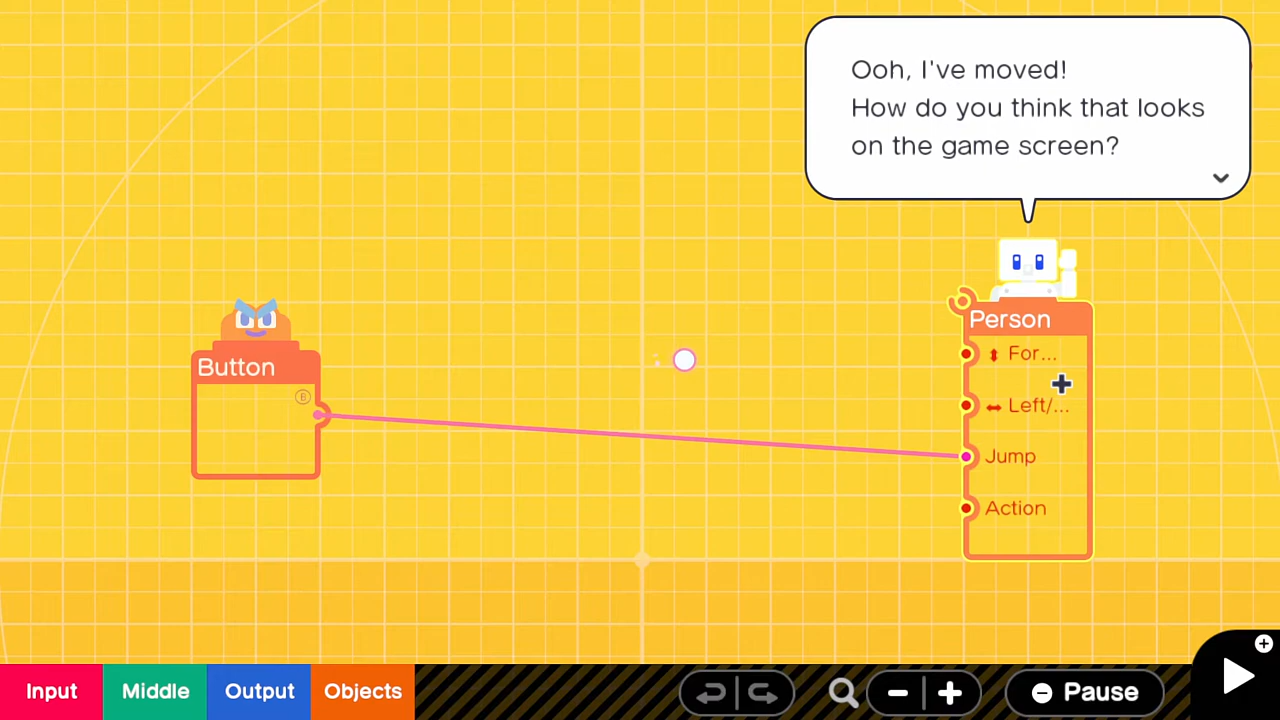 Ooh, I've moved!
How do you think that looks
on the game screen?
Button
B
Person
For...
Left/...
Jump
Action
Input
Middle
Output
Objects
Pause